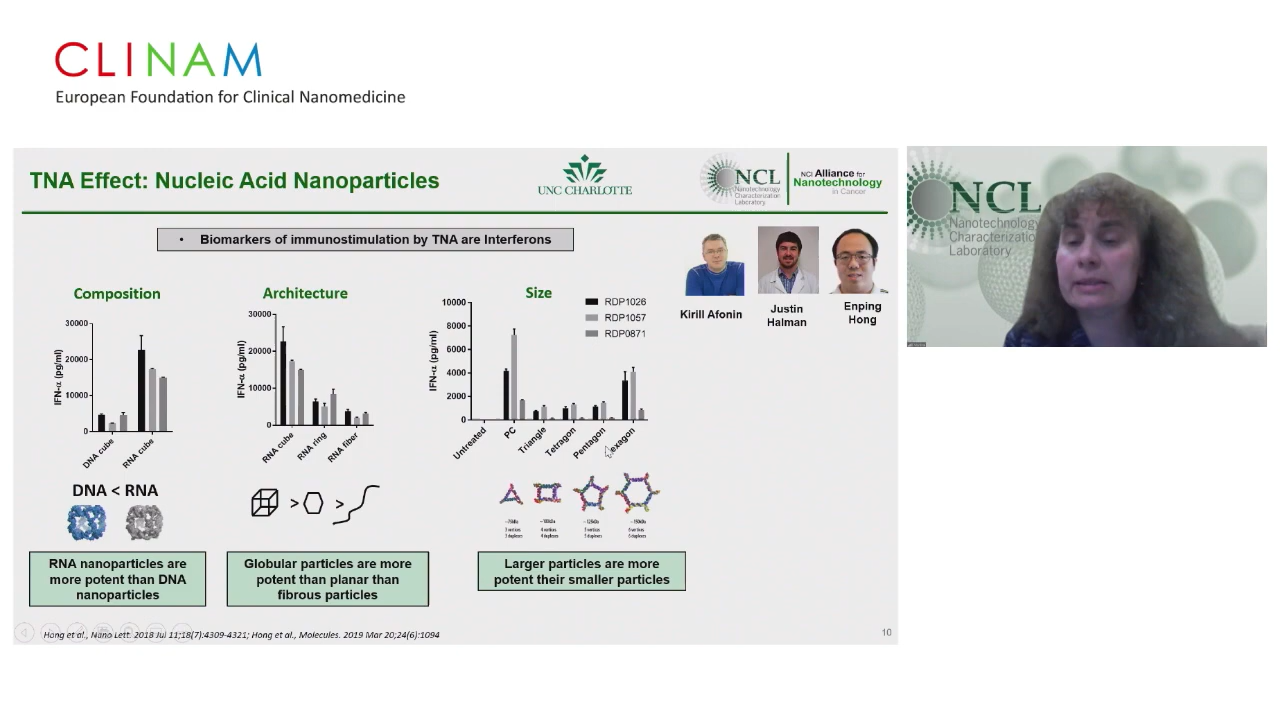 CLINAM
European Foundation for Clinical Nanomedicine
TNA Effect: Nucleic Acid Nanoparticles
UNC CHARLOTTE
NCL
Nanotechnology
Characterization
Laboratory
NCI Alliance for
Nanotechnology
in Cancer
• Biomarkers of immunostimulation by TNA are Interferons
Kirill Afonin
Justin
Halman
Enping
Hong
Composition
IFN-α (pg/ml)
30000
20000
10000
0
DNA cube
RNA cube
DNA < RNA
RNA nanoparticles are
more potent than DNA
nanoparticles
Architecture
IFN-α (pg/ml)
30000
20000
10000
0
RNA cube
RNA ring
RNA fiber
> >
Globular particles are more
potent than planar than
fibrous particles
Size
IFN-α (pg/ml)
10000
8000
6000
4000
2000
0
RDP1026
RDP1057
RDP0871
Untreated
PC
Triangle
Tetragon
Pentagon
exagon
Larger particles are more
potent their smaller particles
Hong et al., Nano Lett. 2018 Jul 11;18(7):4309-4321; Hong et al., Molecules. 2019 Mar 20;24(6):1094
10
NCL
Nanotechnology
Characterizatio
Laboratory